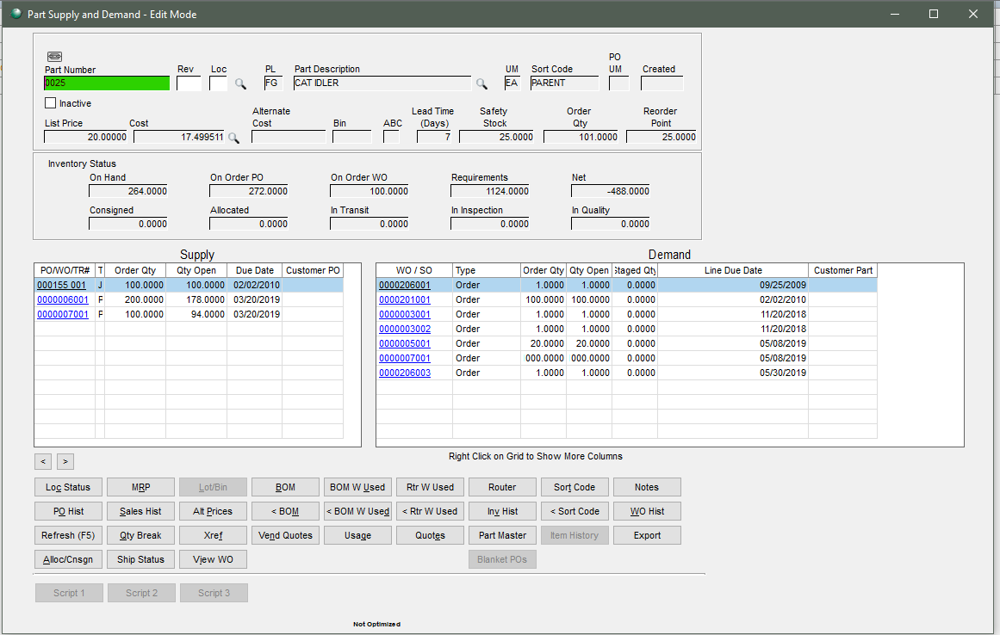 Part Supply and Demand - Edit Mode
PO
Part Number Rev Loc PL Part Description UM Sort Code UM Created
0025 FG CAT IDLER EA PARENT
Inactive
Alternate Lead Time Safety Order Reorder
List Price Cost Cost Bin ABC (Days) Stock Qty Point
20.00000 17.499511 7 25.0000 101.0000 25.0000
Inventory Status
On Hand On Order PO On Order WO Requirements Net
264.0000 272.0000 100.0000 1124.0000 -488.0000
Consigned Allocated In Transit In Inspection In Quality
0.0000 0.0000 0.0000 0.0000 0.0000
Supply Demand
PO/WO/TR# T Order Qty Qty Open Due Date Customer PO WO / SO Type Order Qty Qty Open Staged Qty Line Due Date Customer Part
000155 001 J 100.0000 100.0000 02/02/2010 0000206001 Order 1.0000 1.0000 0.0000 09/25/2009
0000006001 P 200.0000 178.0000 03/20/2019 0000201001 Order 100.0000 100.0000 0.0000 02/02/2010
0000007001 P 100.0000 94.0000 03/20/2019 0000003001 Order 1.0000 1.0000 0.0000 11/20/2018
0000003002 Order 1.0000 1.0000 0.0000 11/20/2018
0000005001 Order 20.0000 20.0000 0.0000 05/08/2019
0000007001 Order 000.0000 000.0000 0.0000 05/08/2019
0000206003 Order 1.0000 1.0000 0.0000 05/30/2019
< > Right Click on Grid to Show More Columns
Loc Status MRP Lot/Bin BOM BOM W Used Rtr W Used Router Sort Code Notes
PO Hist Sales Hist Alt Prices < BOM < BOM W Used < Rtr W Used Inv Hist < Sort Code WO Hist
Refresh (F5) Qty Break Xref Vend Quotes Usage Quotes Part Master Item History Export
Alloc/Cnsgn Ship Status View WO Blanket POs
Script 1 Script 2 Script 3
Not Optimized